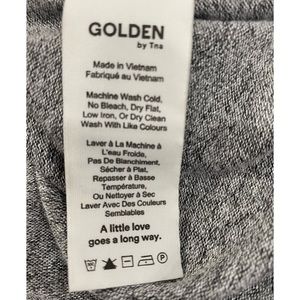 GOLDEN
by Tna
Made in Vietnam
Fabriqué au Vietnam
Machine Wash Cold,
No Bleach, Dry Flat,
Low Iron, Or Dry Clean
Wash With Like Colours
Laver À La Machine À
L'eau Froide,
Pas De Blanchiment,
Sécher à Plat,
Repasser à Basse
Température,
Ou Nettoyer à Sec
Laver Avec Des Couleurs
Semblables
A little love
goes a long way.
P